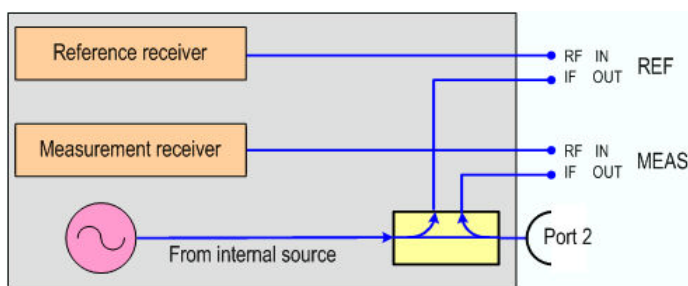 Reference receiver
RF IN
IF OUT
REF
Measurement receiver
RF IN
IF OUT
MEAS
From internal source
Port 2